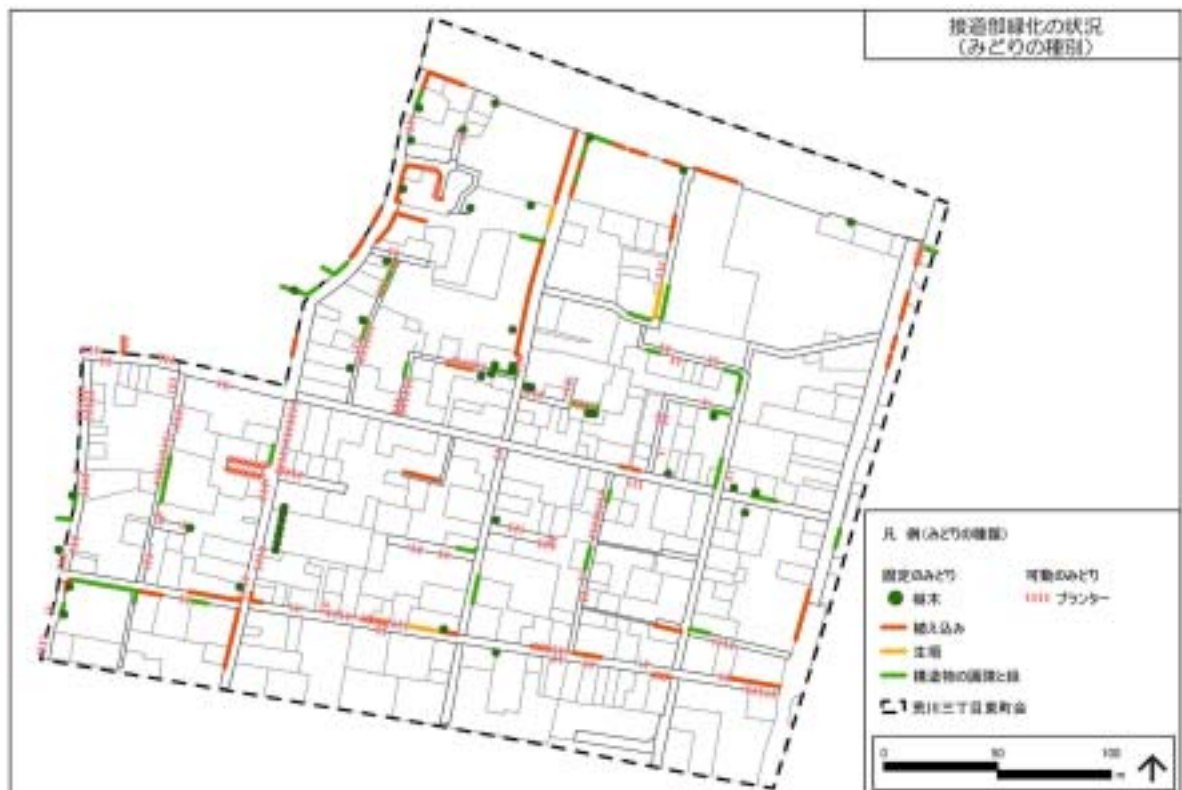 接道部緑化の状況
(みどりの種別)
凡 例(みどりの種類)
固定のみどり
可動のみどり
樹木
プランター
植え込み
生垣
構造物の面積と緑
荒川三丁目東町会
0 50 100
m